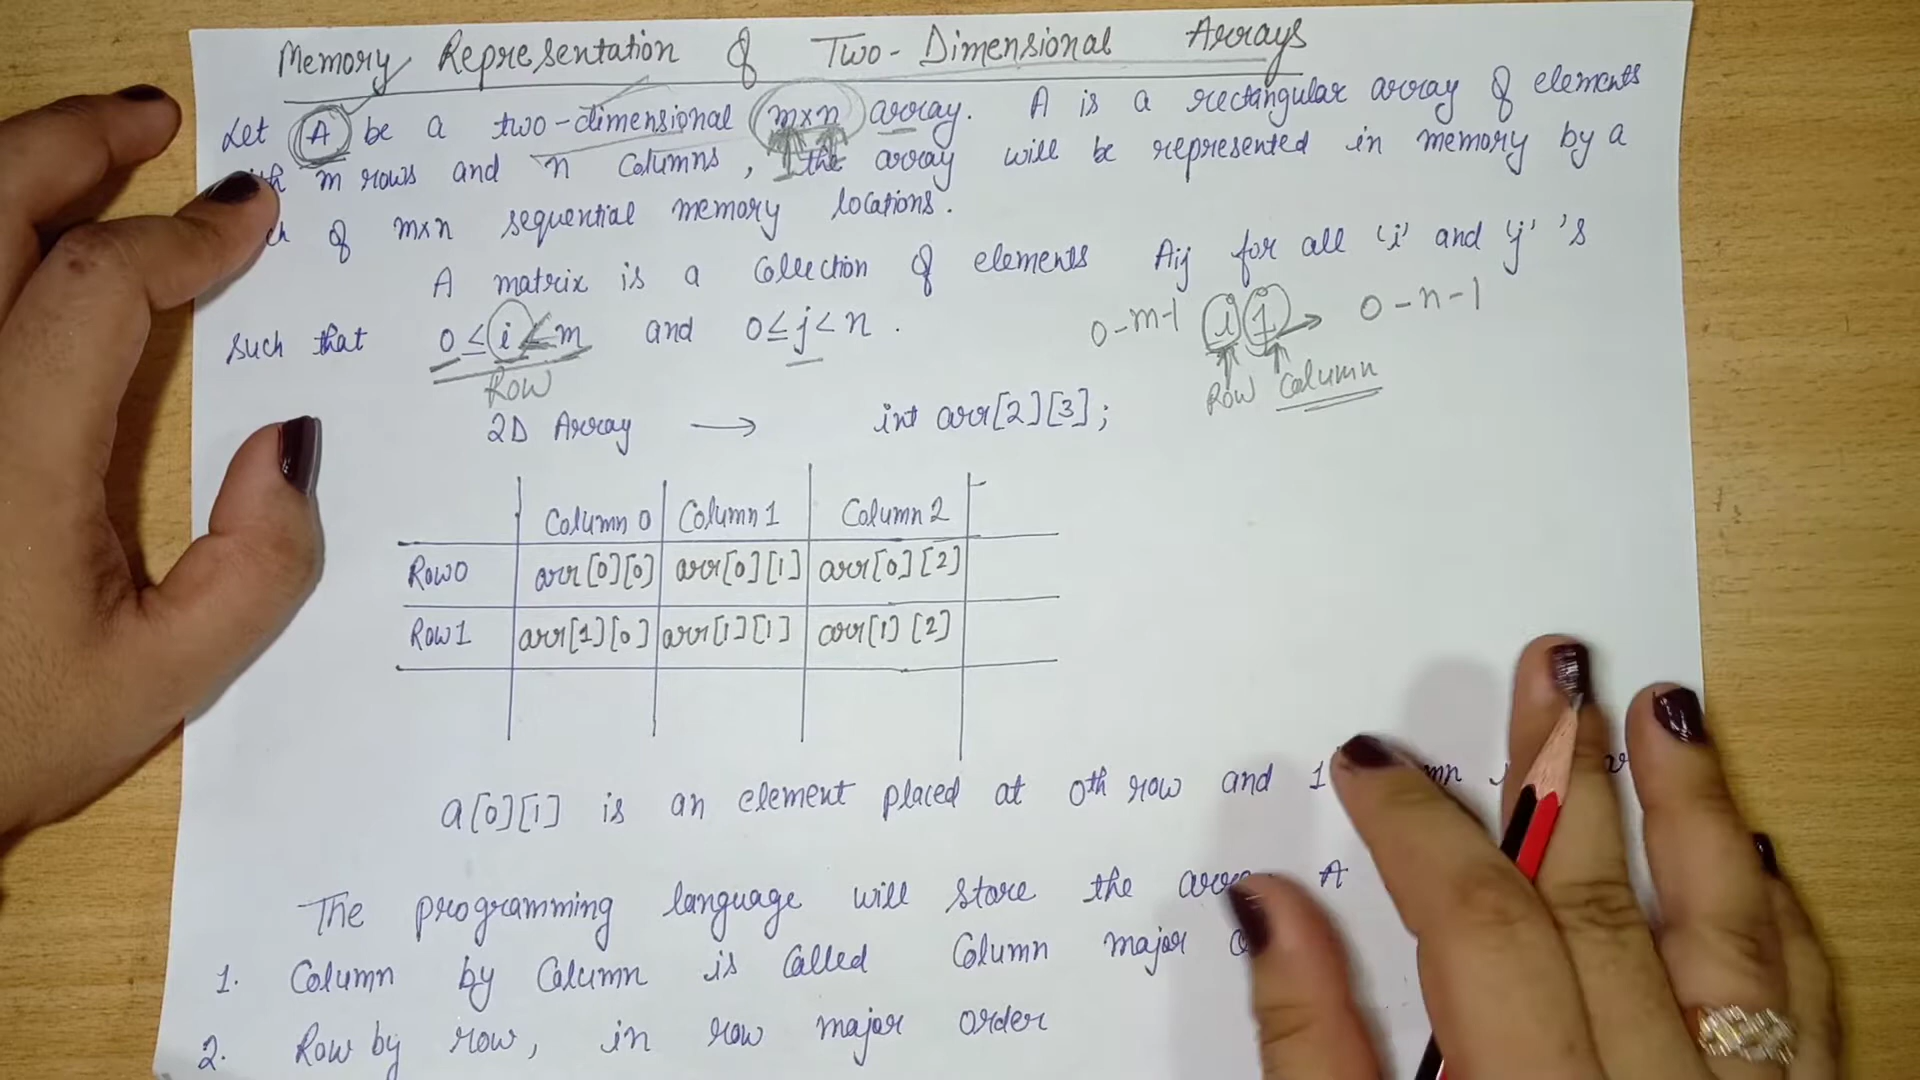 Memory Representation of Two-Dimensional Arrays
Let A be a two-dimensional m×n array. A is a rectangular array of elements
m rows and n columns, the array will be represented in memory by a
of m×n sequential memory locations.
A matrix is a collection of elements Aij for all 'i' and 'j' 's
such that 0≤i<m and 0≤j<n.
0-m-1 i j → 0-n-1
Row
Row Column
2D Array → int arr[2][3];
Column 0 Column 1 Column 2
Row0 arr[0][0] arr[0][1] arr[0][2]
Row1 arr[1][0] arr[1][1] arr[1][2]
a[0][1] is an element placed at 0th row and 1
The programming language will store the A
1. Column by Column is called Column major
2. Row by row, in row major order